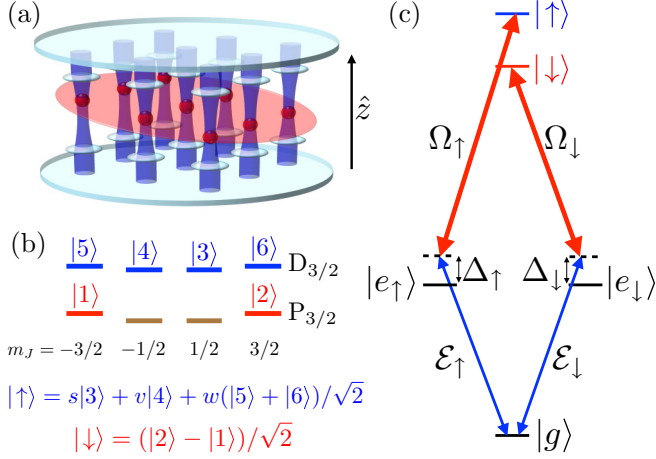 (a)
ẑ
(b)
|5⟩ |4⟩ |3⟩ |6⟩ D3/2
|1⟩ |2⟩ P3/2
mJ = −3/2 −1/2 1/2 3/2
|↑⟩ = s|3⟩ + v|4⟩ + w(|5⟩ + |6⟩)/√2
|↓⟩ = (|2⟩ − |1⟩)/√2
(c)
|↑⟩
|↓⟩
Ω↑ Ω↓
|e↑⟩ Δ↑ Δ↓ |e↓⟩
ℰ↑ ℰ↓
|g⟩